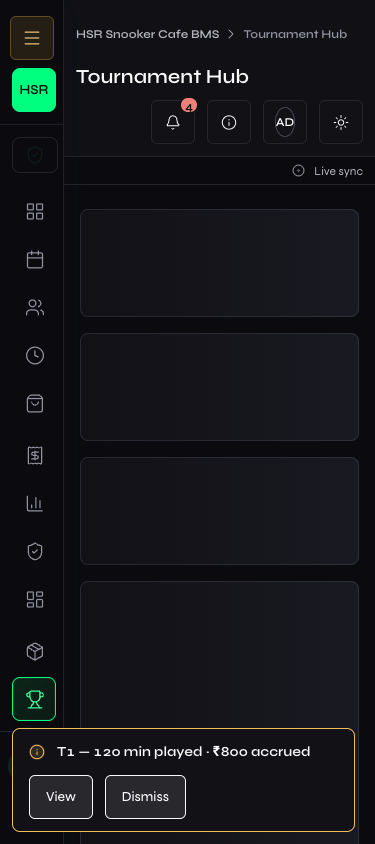 HSR Snooker Cafe BMS > Tournament Hub
HSR
Tournament Hub
4
AD
Live sync
T1 — 120 min played · ₹800 accrued
View
Dismiss